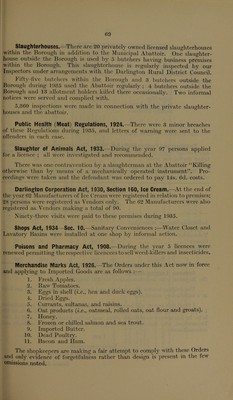 69
Slaughterhouses.—There are 26 privately owned licensed slaughterhouses
within the Borough in addition to the Municipal Abattoir. One slaughter-
house outside the Borough is used by 5 butchers having business premises
within the Borough. This slaughterhouse is regularly inspected by our
Inspectors under arrangements with the Darlington Rural District Council.
Fifty-five butchers within the Borough and 8 butchers outside the
Borough during 1935 used the Abattoir regularly; 4 butchers outside the
Borough and 13 allotment holders killed there occasionally. Two informal
notices were served and complied with.
5,969 inspections were made in connection with the private slaughter-
houses and the abattoir.
Public Health (Meat) Regulations, 1924.—There were 3 minor breaches
of these Regulations during 1935, and letters of warning were sent to the
offenders in each case.
Slaughter of Animals Act, 1933.—During the year 97 persons applied
for a licence; all were investigated and recommended.
There was one contravention by a slaughterman at the Abattoir "Killing
otherwise than by means of a mechanically operated instrument". Pro-
ceedings were taken and the defendant was ordered to pay 14s. 6d. costs.
Darlington Corporation Act, 1930, Section 160, Ice Cream.—At the end of
the year 62 Manufacturers of Ice Cream were registered in relation to premises;
28 persons were registered as Vendors only. The 62 Manufacturers were also
registered as Vendors making a total of 90.
Ninety-three visits were paid to these premises during 1935.
Shops Act, 1934—Sec. 10.—Sanitary Conveniences:—Water Closet and
Lavatory Basins were installed at one shop by informal action.
Poisons and Pharmacy Act, 1908.—During the year 3 licences were
renewed permitting the respective licencees to sell weed-killers and insecticides.
Merchandise Marks Act, 1926.—The Orders under this Act now in force
and applying to Imported Goods are as follows:—
1. Fresh Apples.
2. Raw Tomatoes.
3. Eggs in shell (i.e., hen and duck eggs).
4. Dried Eggs.
5. Currants, sultanas, and raisins.
6. Oat products (i.e., oatmeal, rolled oats, oat flour and groats).
7. Honey.
8. Frozen or chilled salmon and sea trout.
9. Imported Butter.
10. Dead Poultry.
11. Bacon and Ham.
The shopkeepers are making a fair attempt to comply with these Orders
and only evidence of forgetfulness rather than design is present in the few
omissions noted.